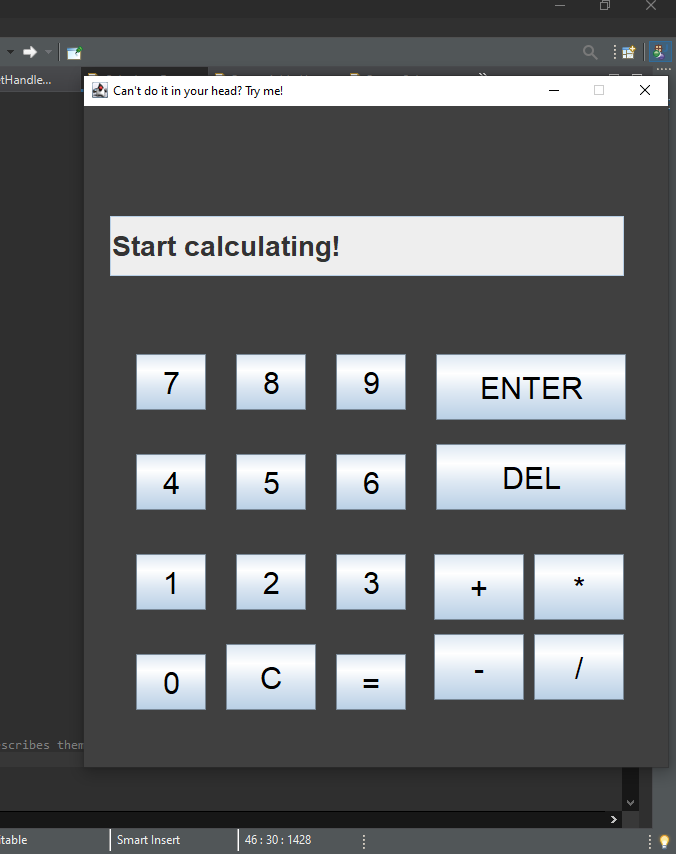 etHandle...
Can't do it in your head? Try me!
Start calculating!
7 8 9 ENTER
4 5 6 DEL
1 2 3 + *
0 C = - /
scribes them
table Smart Insert 46 : 30 : 1428